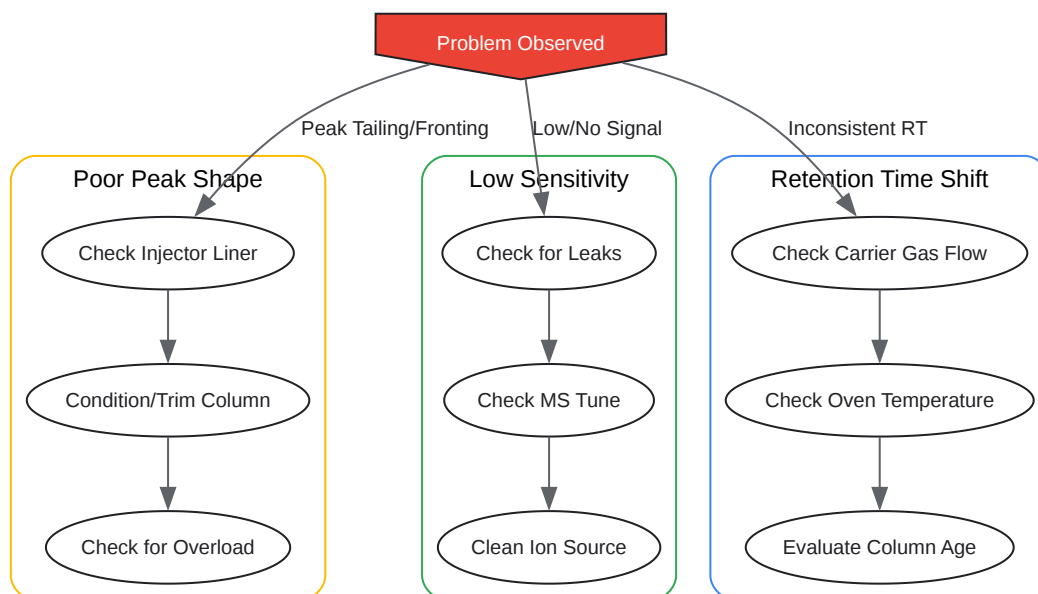 Problem Observed
Peak Tailing/Fronting
Low/No Signal
Inconsistent RT
Poor Peak Shape
Low Sensitivity
Retention Time Shift
Check Injector Liner
Check for Leaks
Check Carrier Gas Flow
Condition/Trim Column
Check MS Tune
Check Oven Temperature
Check for Overload
Clean Ion Source
Evaluate Column Age